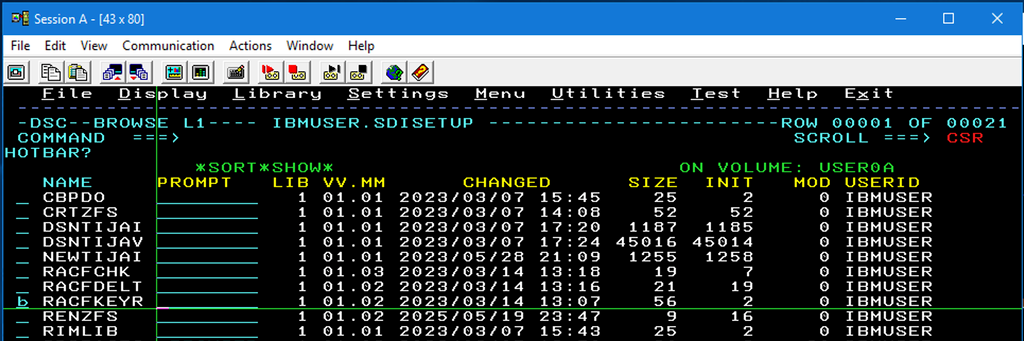 Session A - [43 x 80]
File Edit View Communication Actions Window Help
File Display Library Settings Menu Utilities Test Help Exit
-DSC--BROWSE L1---- IBMUSER.SDISETUP -----------------------------ROW 00001 OF 00021
COMMAND ===> SCROLL ===> CSR
HOTBAR?
*SORT*SHOW* ON VOLUME: USER0A
NAME PROMPT LIB VV.MM CHANGED SIZE INIT MOD USERID
_ CBPDO 1 01.01 2023/03/07 15:45 25 2 0 IBMUSER
_ CRTZFS 1 01.01 2023/03/07 14:08 52 52 0 IBMUSER
_ DSNTIJAI 1 01.01 2023/03/07 17:20 1187 1185 0 IBMUSER
_ DSNTIJAV 1 01.01 2023/03/07 17:24 45016 45014 0 IBMUSER
_ NEWTIJAI 1 01.01 2023/05/28 21:09 1255 1258 0 IBMUSER
_ RACFCHK 1 01.03 2023/03/14 13:18 19 7 0 IBMUSER
_ RACFDELT 1 01.02 2023/03/14 13:16 21 19 0 IBMUSER
b RACFKEYR 1 01.02 2023/03/14 13:07 56 2 0 IBMUSER
_ RENZFS 1 01.02 2025/05/19 23:47 9 16 0 IBMUSER
_ RIMLIB 1 01.01 2023/03/07 15:43 25 2 0 IBMUSER